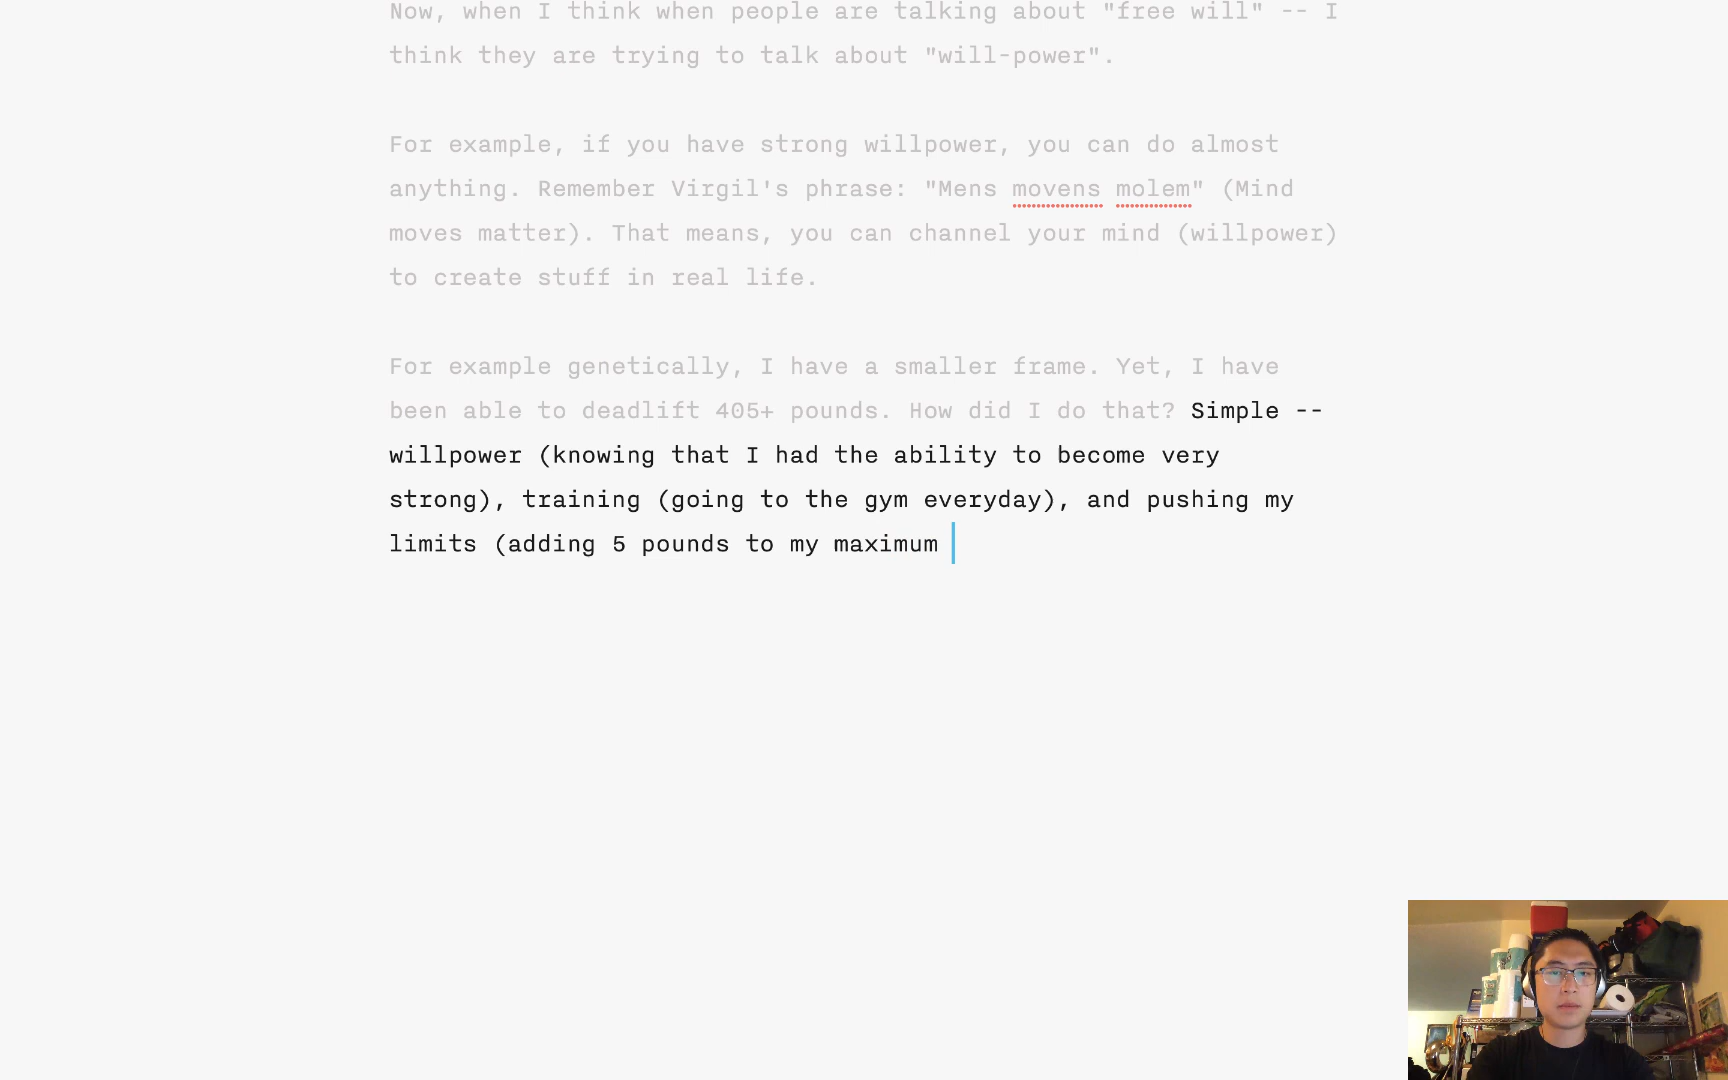 Now, when I think when people are talking about "free will" -- I
think they are trying to talk about "will-power".
For example, if you have strong willpower, you can do almost
anything. Remember Virgil's phrase: "Mens movens molem" (Mind
moves matter). That means, you can channel your mind (willpower)
to create stuff in real life.
For example genetically, I have a smaller frame. Yet, I have
been able to deadlift 405+ pounds. How did I do that? Simple --
willpower (knowing that I had the ability to become very
strong), training (going to the gym everyday), and pushing my
limits (adding 5 pounds to my maximum